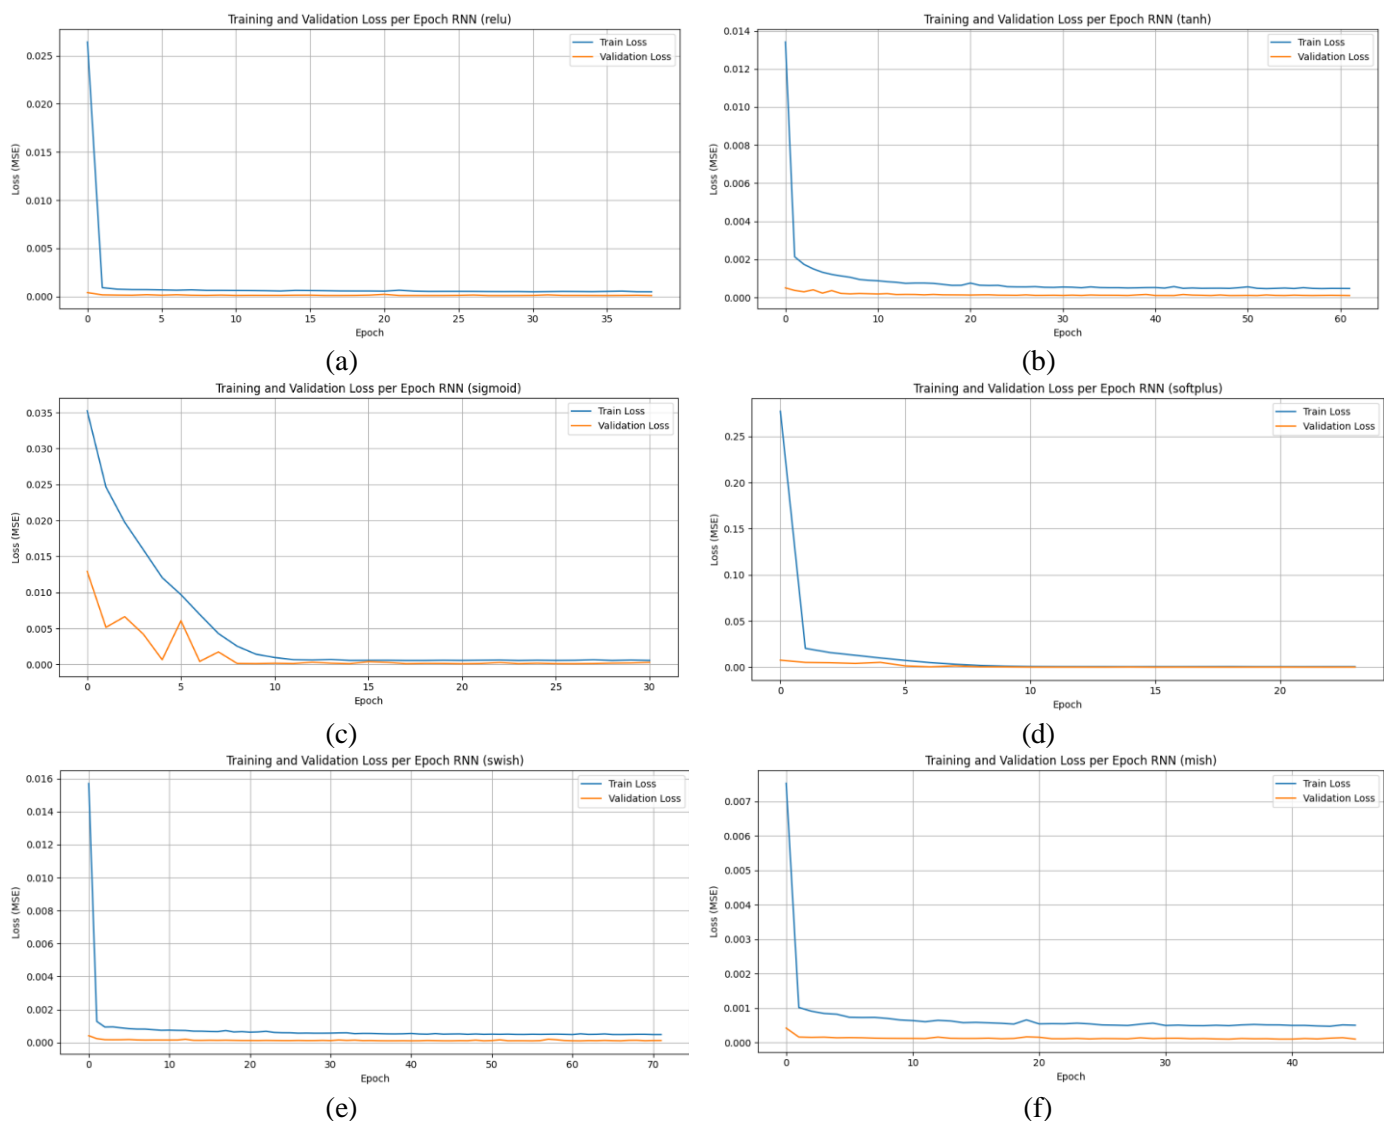 Training and Validation Loss per Epoch RNN (relu)
Train Loss
Validation Loss
0.025
0.020
0.015
0.010
0.005
0.000
Loss (MSE)
0 5 10 15 20 25 30 35
Epoch
(a)
Training and Validation Loss per Epoch RNN (tanh)
Train Loss
Validation Loss
0.014
0.012
0.010
0.008
0.006
0.004
0.002
0.000
Loss (MSE)
0 10 20 30 40 50 60
Epoch
(b)
Training and Validation Loss per Epoch RNN (sigmoid)
Train Loss
Validation Loss
0.035
0.030
0.025
0.020
0.015
0.010
0.005
0.000
Loss (MSE)
0 5 10 15 20 25 30
Epoch
(c)
Training and Validation Loss per Epoch RNN (softplus)
Train Loss
Validation Loss
0.25
0.20
0.15
0.10
0.05
0.00
Loss (MSE)
0 5 10 15 20
Epoch
(d)
Training and Validation Loss per Epoch RNN (swish)
Train Loss
Validation Loss
0.016
0.014
0.012
0.010
0.008
0.006
0.004
0.002
0.000
Loss (MSE)
0 10 20 30 40 50 60 70
Epoch
(e)
Training and Validation Loss per Epoch RNN (mish)
Train Loss
Validation Loss
0.007
0.006
0.005
0.004
0.003
0.002
0.001
0.000
Loss (MSE)
0 10 20 30 40
Epoch
(f)